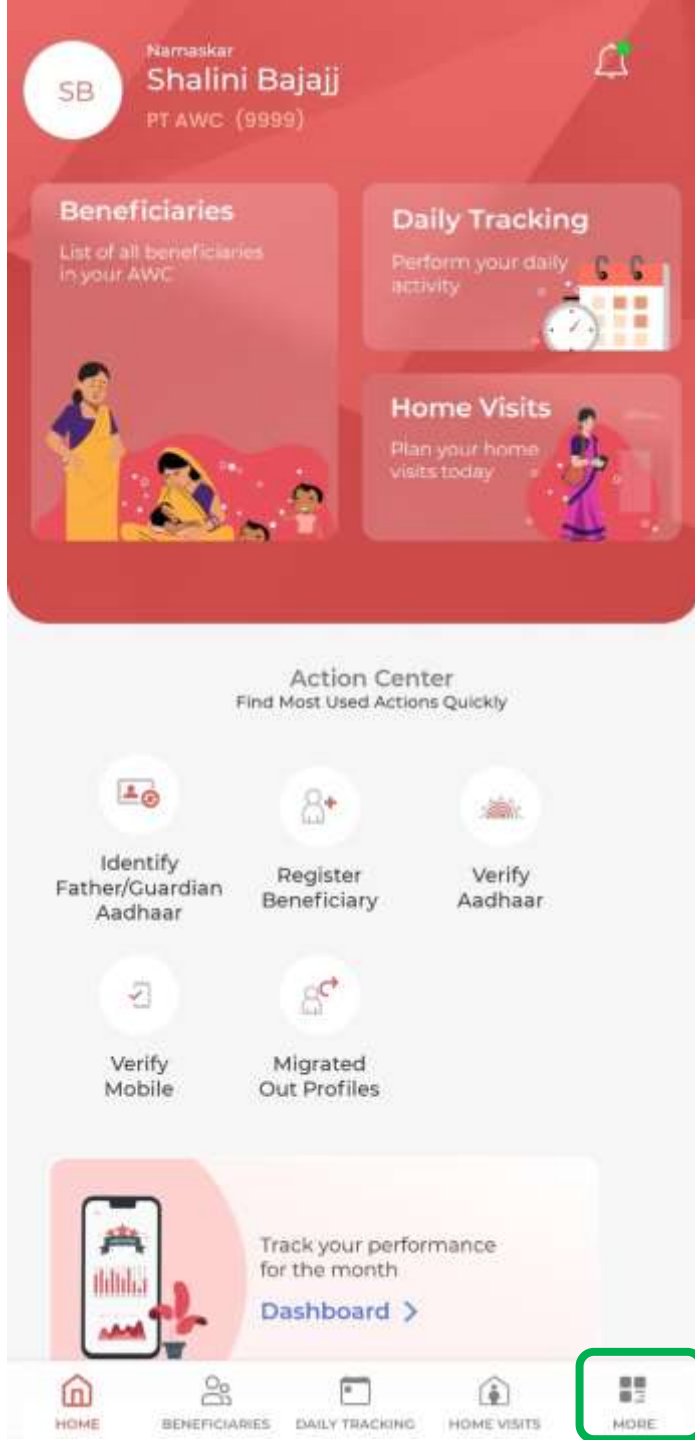 Namaskar
SB
Shalini Bajajj
PT AWC (9999)
Beneficiaries
List of all beneficiaries
in your AWC
Daily Tracking
Perform your daily
activity
Home Visits
Plan your home
visits today
Action Center
Find Most Used Actions Quickly
Identify
Father/Guardian
Aadhaar
Register
Beneficiary
Verify
Aadhaar
Verify
Mobile
Migrated
Out Profiles
Track your performance
for the month
Dashboard >
HOME
BENEFICIARIES
DAILY TRACKING
HOME VISITS
MORE